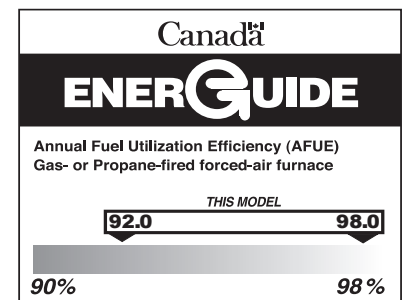 Canada
ENERGUIDE
Annual Fuel Utilization Efficiency (AFUE)
Gas- or Propane-fired forced-air furnace
THIS MODEL
92.0 98.0
90% 98%